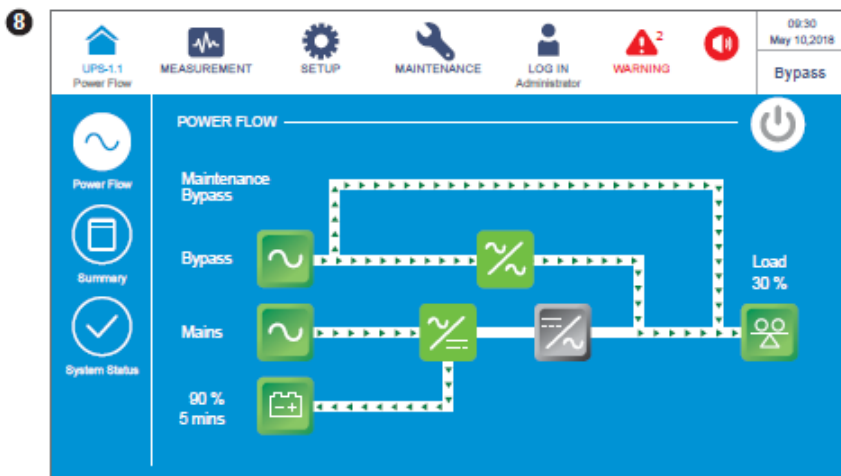 8
09:30
May 10,2018
UPS-1.1
Power Flow
MEASUREMENT
SETUP
MAINTENANCE
LOG IN
Administrator
2
WARNING
Bypass
POWER FLOW
Power Flow
Maintenance
Bypass
Summary
Bypass
Load
30 %
Mains
System Status
90 %
5 mins